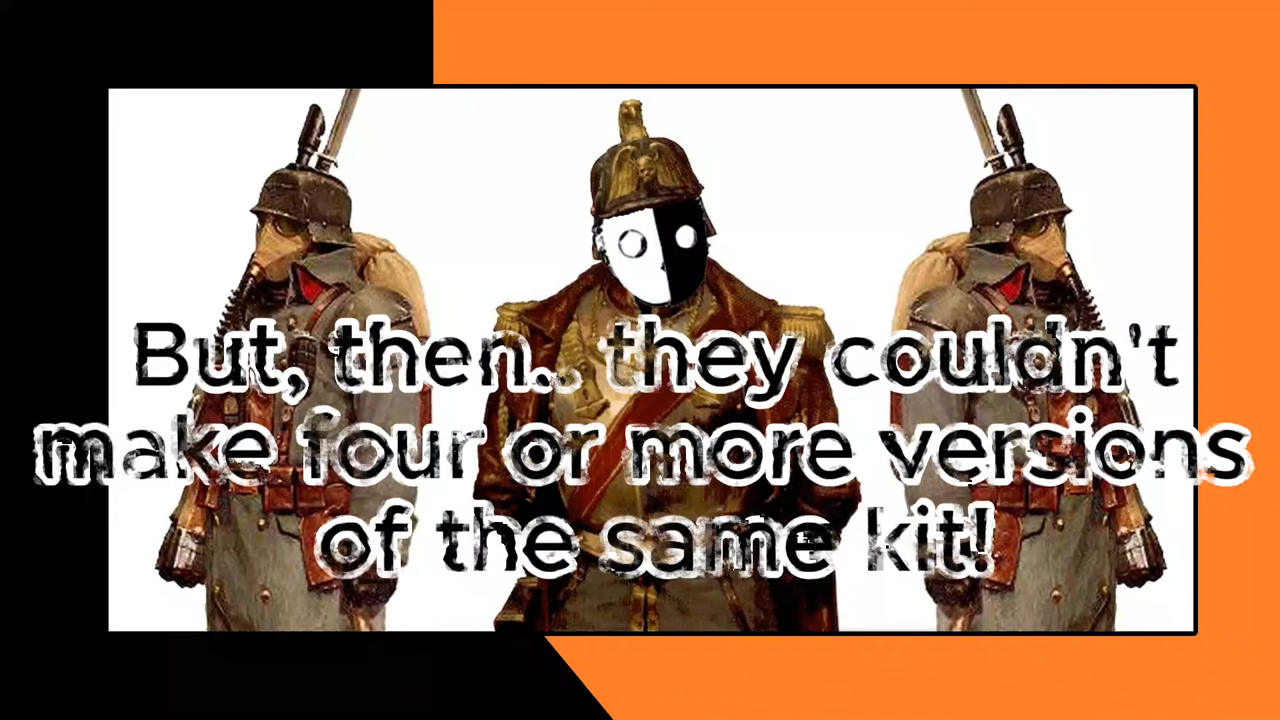 But, then.. they couldn't
make four or more versions
of the same kit!